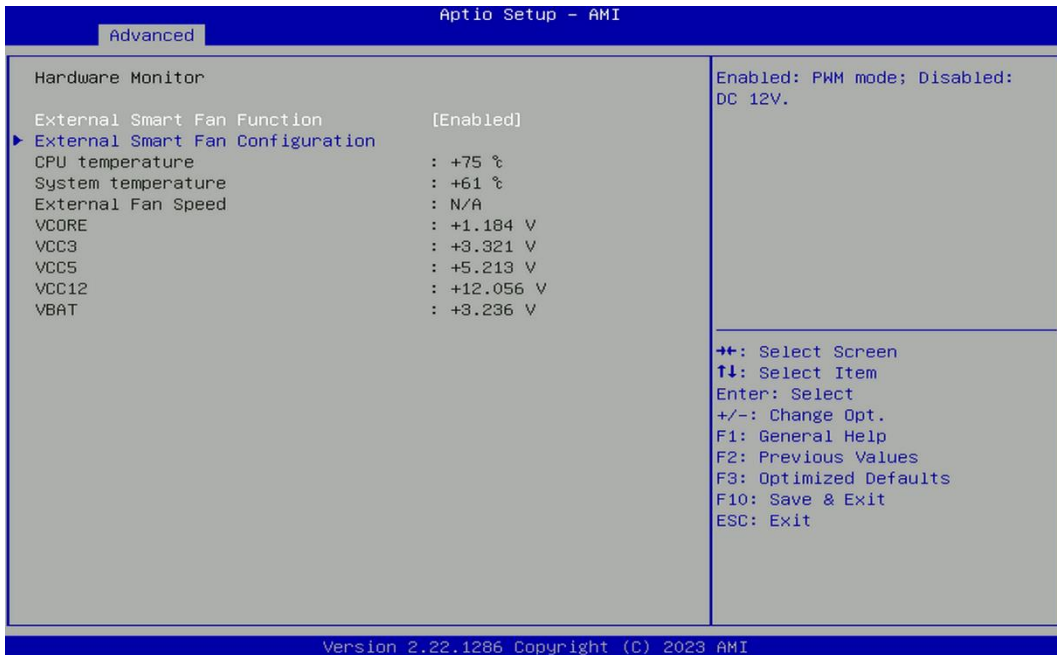 Aptio Setup – AMI
Advanced
Hardware Monitor
External Smart Fan Function [Enabled]
► External Smart Fan Configuration
CPU temperature : +75 ℃
System temperature : +61 ℃
External Fan Speed : N/A
VCORE : +1.184 V
VCC3 : +3.321 V
VCC5 : +5.213 V
VCC12 : +12.056 V
VBAT : +3.236 V
Enabled: PWM mode; Disabled:
DC 12V.
→←: Select Screen
↑↓: Select Item
Enter: Select
+/-: Change Opt.
F1: General Help
F2: Previous Values
F3: Optimized Defaults
F10: Save & Exit
ESC: Exit
Version 2.22.1286 Copyright (C) 2023 AMI